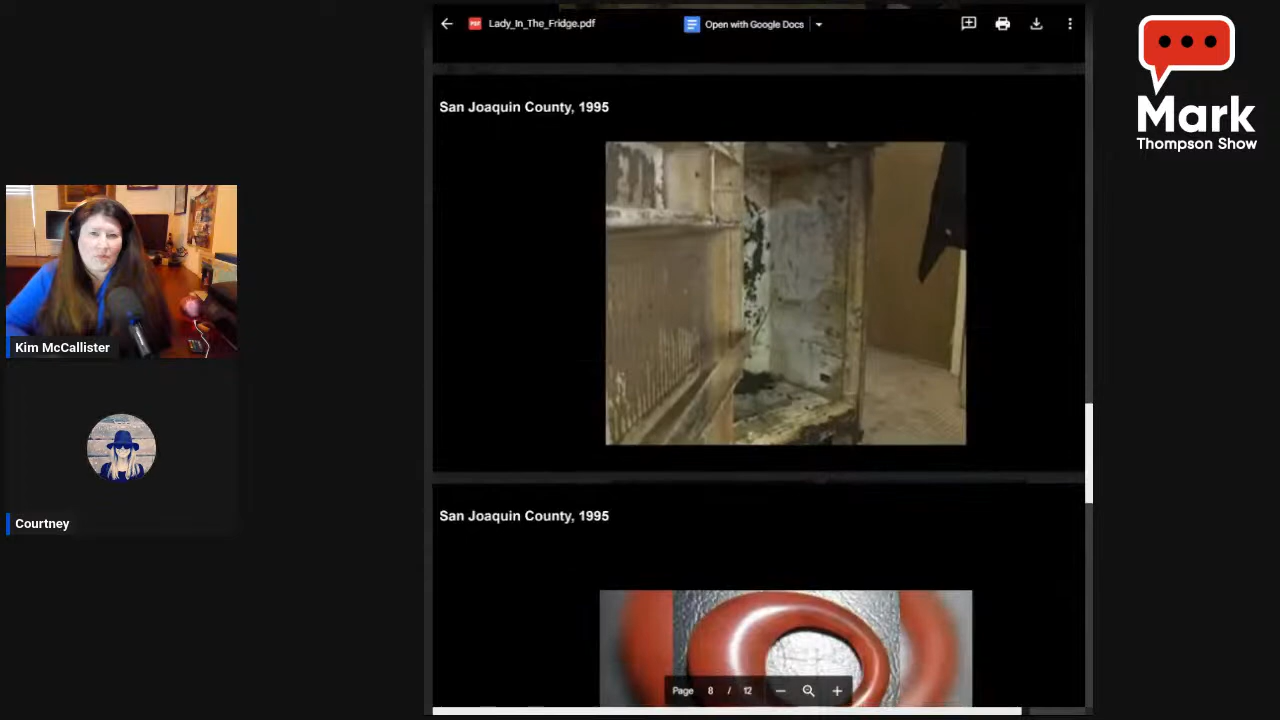 Lady_In_The_Fridge.pdf
Open with Google Docs
Mark
Thompson Show
San Joaquin County, 1995
Kim McCallister
Courtney
San Joaquin County, 1995
Page 8 / 12